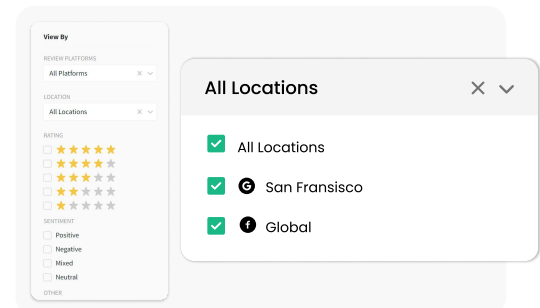 View By
REVIEW PLATFORMS
All Platforms
LOCATION
All Locations
RATING
SENTIMENT
Positive
Negative
Mixed
Neutral
OTHER
All Locations
All Locations
G San Fransisco
f Global